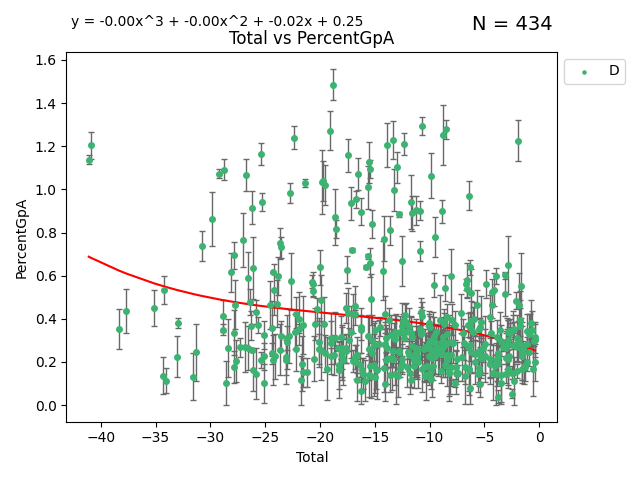 y = -0.00x^3 + -0.00x^2 + -0.02x + 0.25
N = 434
Total vs PercentGpA
D
1.6
1.4
1.2
1.0
0.8
0.6
0.4
0.2
0.0
PercentGpA
−40 −35 −30 −25 −20 −15 −10 −5 0
Total